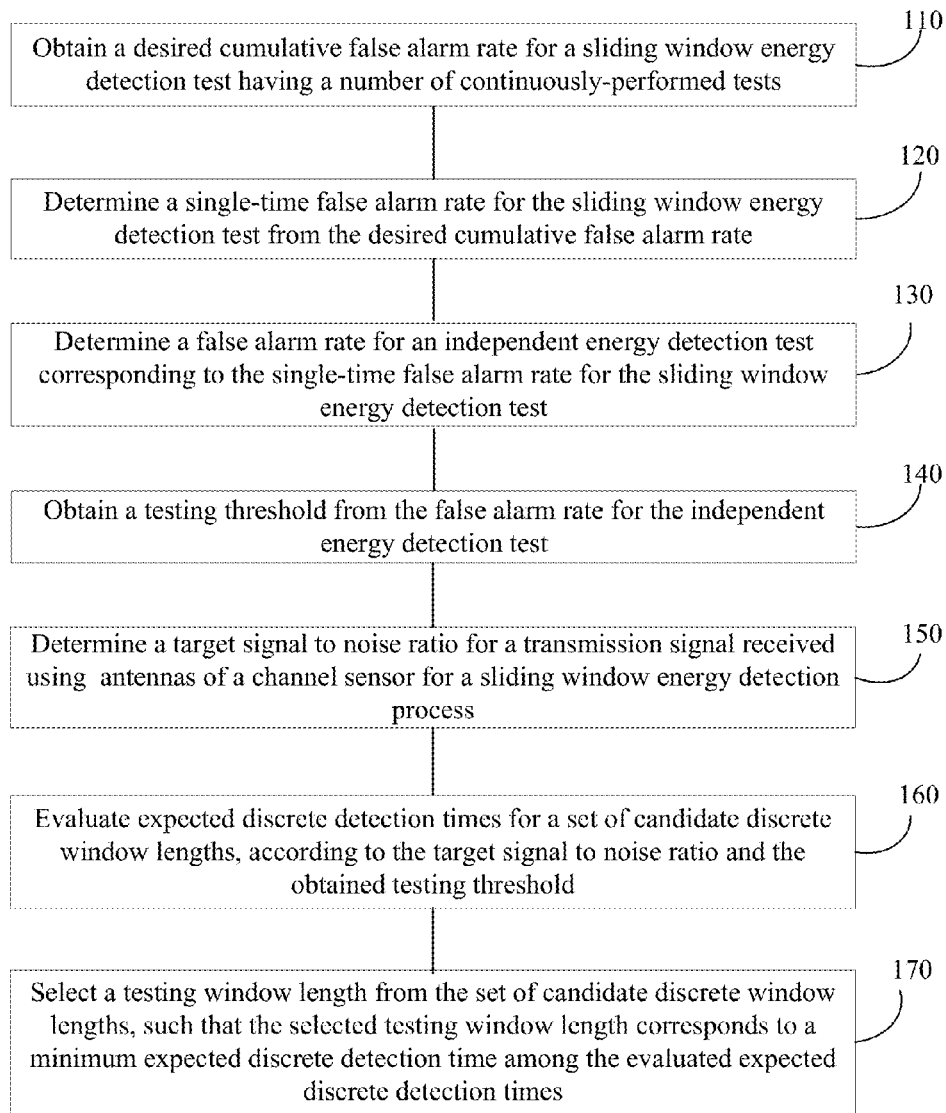 110
Obtain a desired cumulative false alarm rate for a sliding window energy
detection test having a number of continuously-performed tests
120
Determine a single-time false alarm rate for the sliding window energy
detection test from the desired cumulative false alarm rate
130
Determine a false alarm rate for an independent energy detection test
corresponding to the single-time false alarm rate for the sliding window
energy detection test
140
Obtain a testing threshold from the false alarm rate for the independent
energy detection test
150
Determine a target signal to noise ratio for a transmission signal received
using antennas of a channel sensor for a sliding window energy detection
process
160
Evaluate expected discrete detection times for a set of candidate discrete
window lengths, according to the target signal to noise ratio and the
obtained testing threshold
170
Select a testing window length from the set of candidate discrete window
lengths, such that the selected testing window length corresponds to a
minimum expected discrete detection time among the evaluated expected
discrete detection times